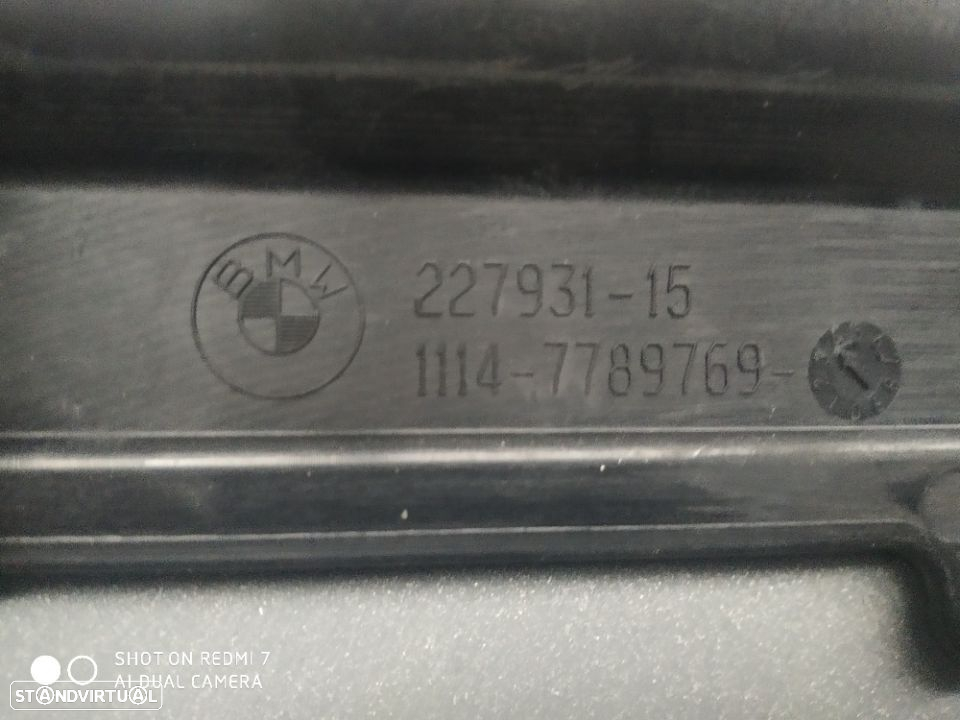 BMW
227931-15
1114-7789769-
SHOT ON REDMI 7
AI DUAL CAMERA
STANDVIRTUAL